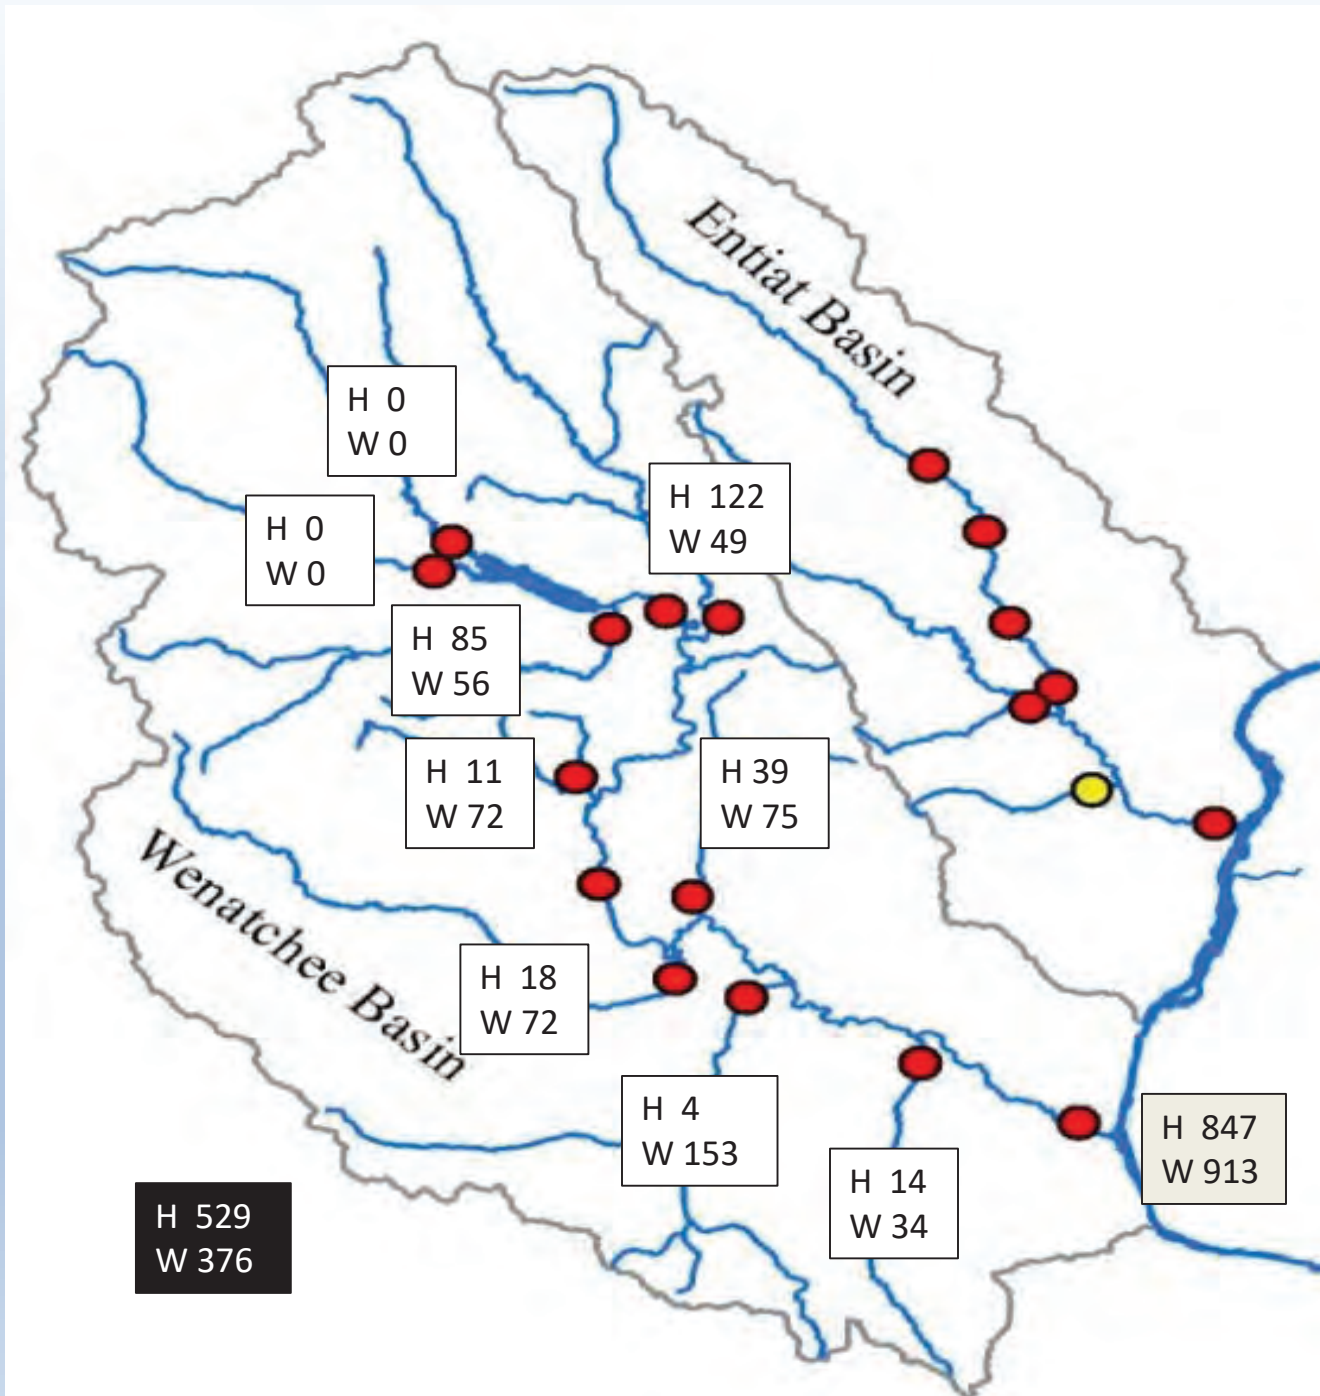 Entiat Basin
H 0
W 0
H 122
W 49
H 0
W 0
H 85
W 56
H 11
W 72
H 39
W 75
Wenatchee Basin
H 18
W 72
H 4
W 153
H 847
W 913
H 14
W 34
H 529
W 376